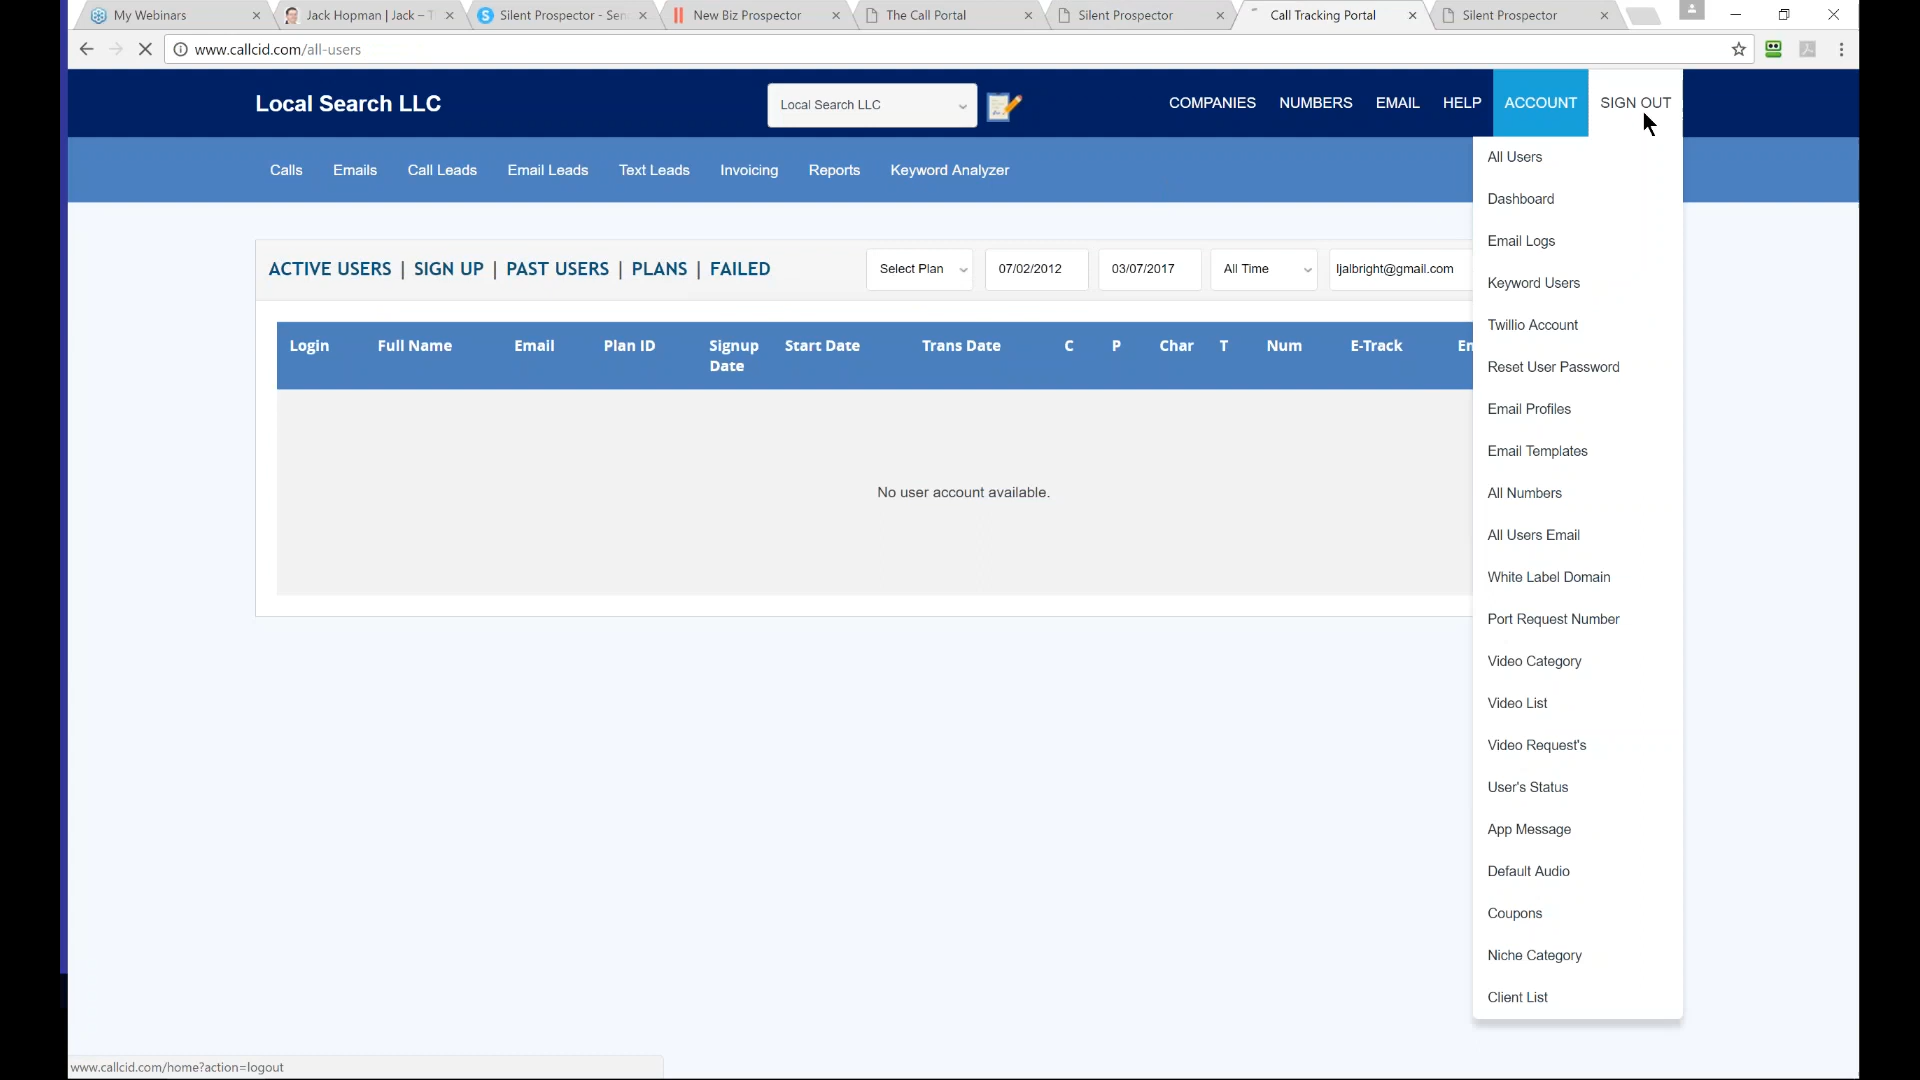 My Webinars
Jack Hopman | Jack – T
Silent Prospector - Sen
New Biz Prospector
The Call Portal
Silent Prospector
Call Tracking Portal
Silent Prospector
www.callcid.com/all-users
Local Search LLC
Local Search LLC
COMPANIES NUMBERS EMAIL HELP ACCOUNT SIGN OUT
Calls Emails Call Leads Email Leads Text Leads Invoicing Reports Keyword Analyzer
ACTIVE USERS | SIGN UP | PAST USERS | PLANS | FAILED
Select Plan
07/02/2012
03/07/2017
All Time
ljalbright@gmail.com
Login Full Name Email Plan ID Signup Date Start Date Trans Date C P Char T Num E-Track En
No user account available.
All Users
Dashboard
Email Logs
Keyword Users
Twillio Account
Reset User Password
Email Profiles
Email Templates
All Numbers
All Users Email
White Label Domain
Port Request Number
Video Category
Video List
Video Request's
User's Status
App Message
Default Audio
Coupons
Niche Category
Client List
www.callcid.com/home?action=logout